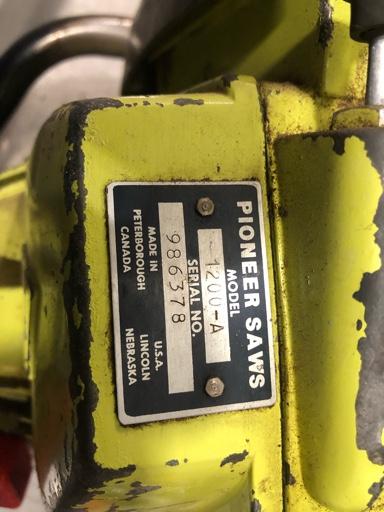 PIONEER SAWS
MODEL
1200-A
SERIAL NO.
986378
MADE IN
PETERBOROUGH
CANADA
U.S.A.
LINCOLN
NEBRASKA